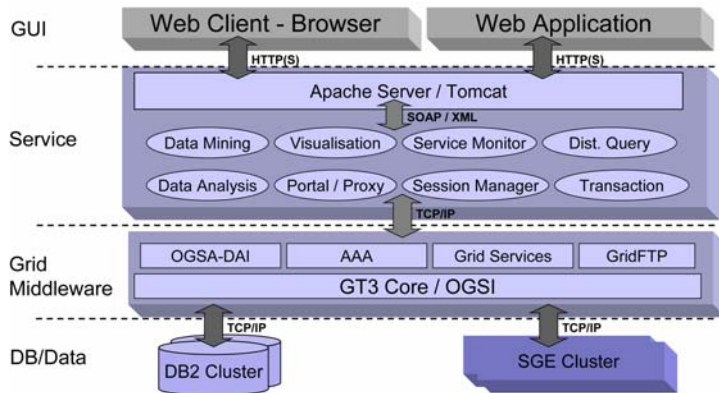 GUI
Web Client - Browser
Web Application
HTTP(S)
HTTP(S)
Service
Apache Server / Tomcat
SOAP / XML
Data Mining
Visualisation
Service Monitor
Dist. Query
Data Analysis
Portal / Proxy
Session Manager
Transaction
TCP/IP
Grid
Middleware
OGSA-DAI
AAA
Grid Services
GridFTP
GT3 Core / OGSI
TCP/IP
TCP/IP
DB/Data
DB2 Cluster
SGE Cluster